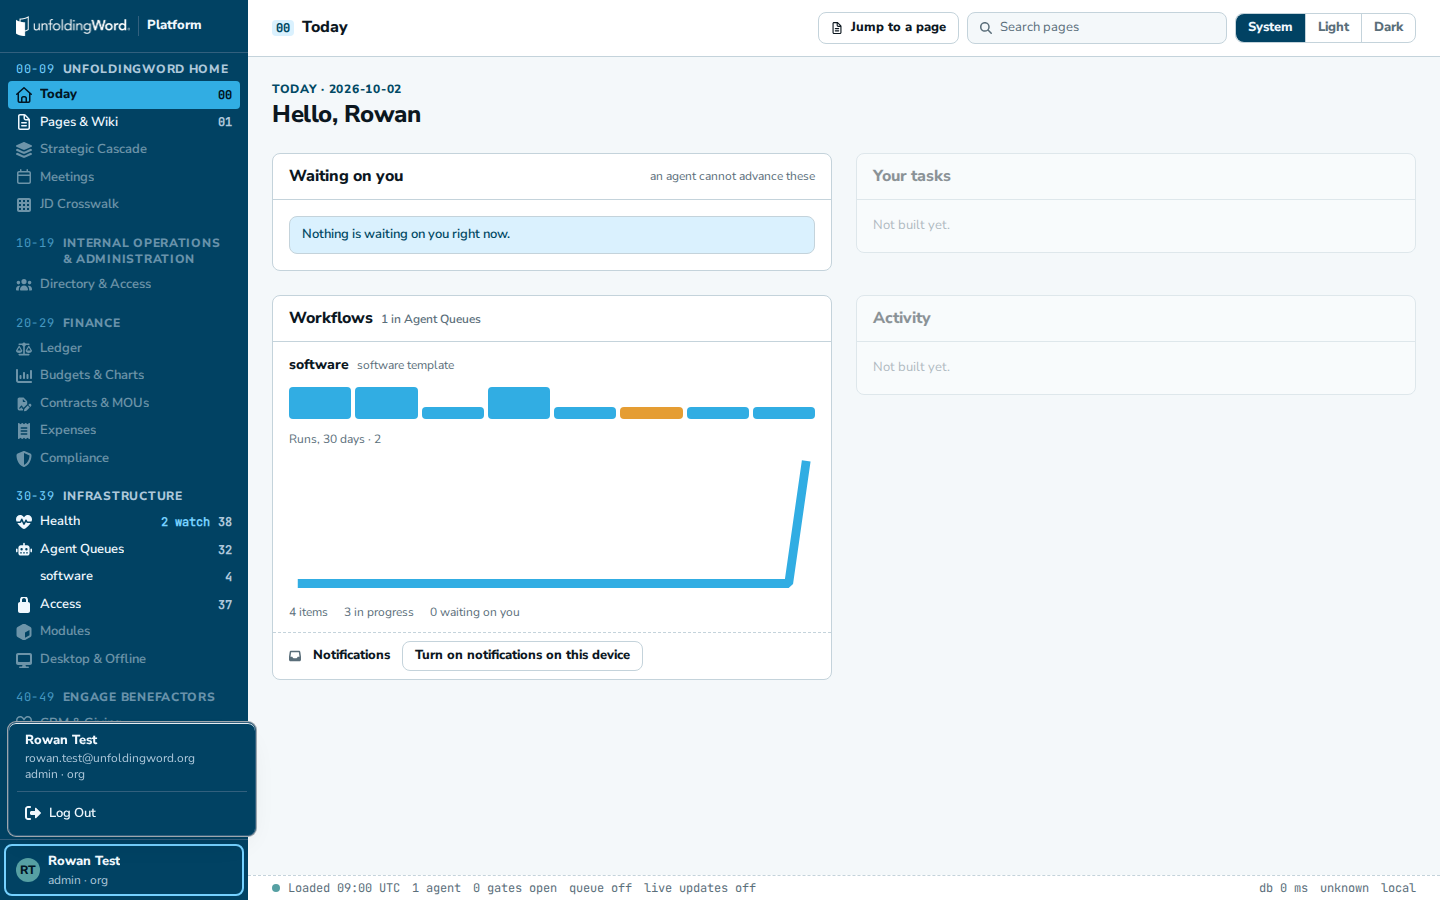 unfoldingWord Platform
00-09 UNFOLDINGWORD HOME
Today 00
Pages & Wiki 01
Strategic Cascade
Meetings
JD Crosswalk
10-19 INTERNAL OPERATIONS
& ADMINISTRATION
Directory & Access
20-29 FINANCE
Ledger
Budgets & Charts
Contracts & MOUs
Expenses
Compliance
30-39 INFRASTRUCTURE
Health 2 watch 38
Agent Queues 32
software 4
Access 37
Modules
Desktop & Offline
40-49 ENGAGE BENEFACTORS
Rowan Test
rowan.test@unfoldingword.org
admin · org
Log Out
RT Rowan Test
admin · org
00 Today
Jump to a page
Search pages
System Light Dark
TODAY · 2026-10-02
Hello, Rowan
Waiting on you an agent cannot advance these
Nothing is waiting on you right now.
Your tasks
Not built yet.
Workflows 1 in Agent Queues
software software template
Runs, 30 days · 2
4 items 3 in progress 0 waiting on you
Notifications Turn on notifications on this device
Activity
Not built yet.
Loaded 09:00 UTC 1 agent 0 gates open queue off live updates off
db 0 ms unknown local